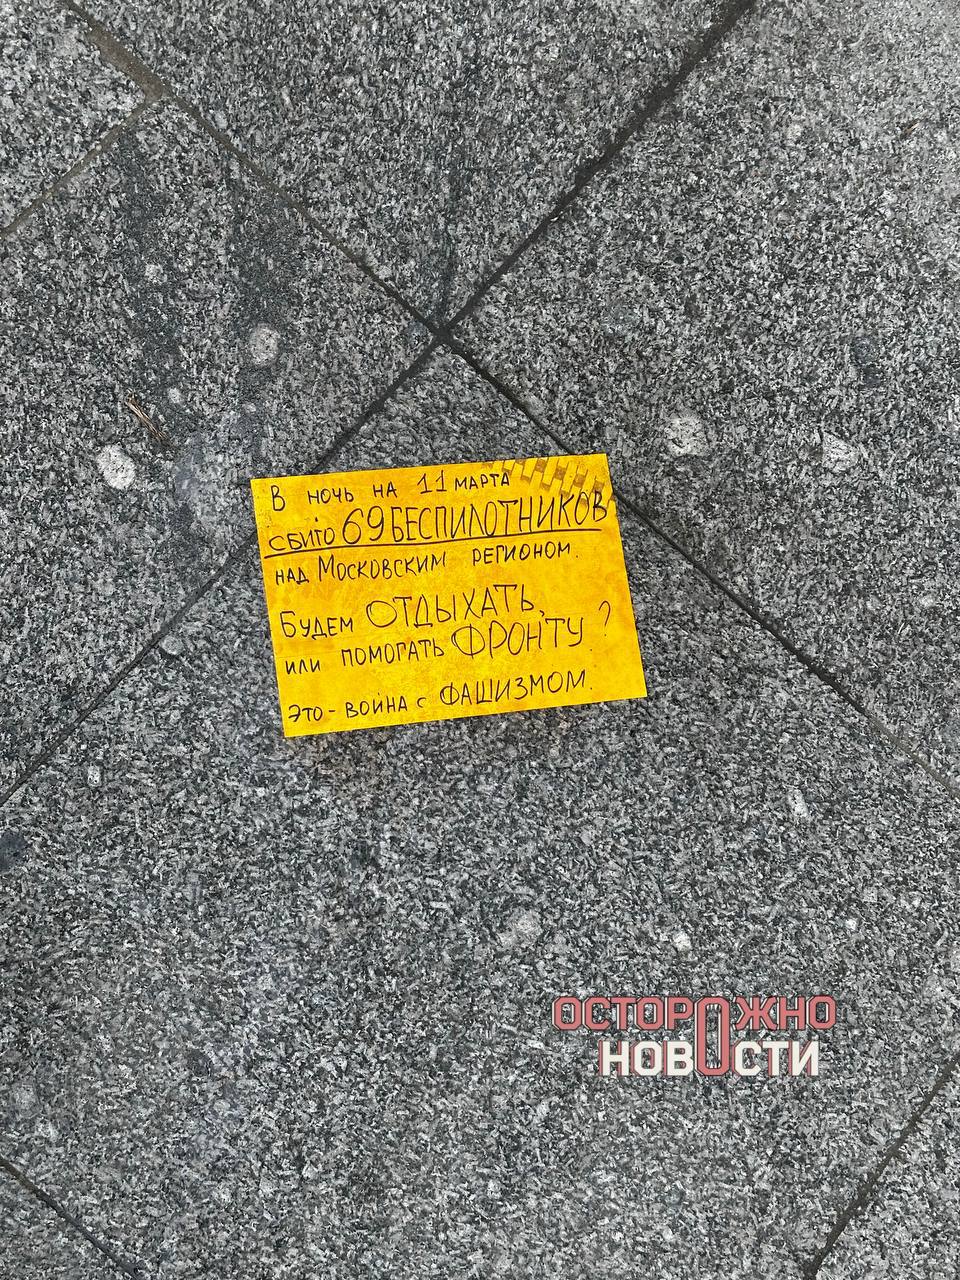 В ночь на 11 марта
сбито 69 БЕСПИЛОТНИКОВ
над Московским регионом.
Будем ОТДЫХАТЬ,
или помогать ФРОНТУ?
Это - война с ФАШИЗМОМ.
ОСТОРОЖНО
НОВОСТИ